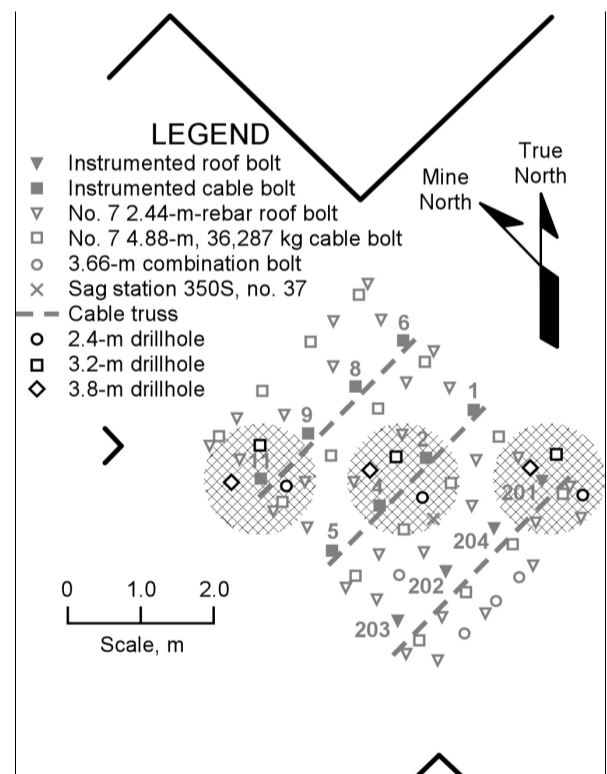 LEGEND
Instrumented roof bolt
Instrumented cable bolt
No. 7 2.44-m-rebar roof bolt
No. 7 4.88-m, 36,287 kg cable bolt
3.66-m combination bolt
Sag station 350S, no. 37
Cable truss
2.4-m drillhole
3.2-m drillhole
3.8-m drillhole
True
North
Mine
North
6
8
1
9
2
11
4
201
5
204
202
203
0 1.0 2.0
Scale, m